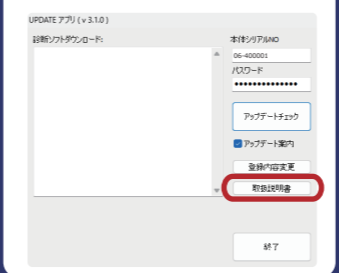 UPDATE アプリ ( v 3.1.0 )
診断ソフトダウンロード:
本体シリアルNO
06-400001
パスワード
●●●●●●●●●●●●●●
アップデートチェック
アップデート案内
登録内容変更
取扱説明書
終了